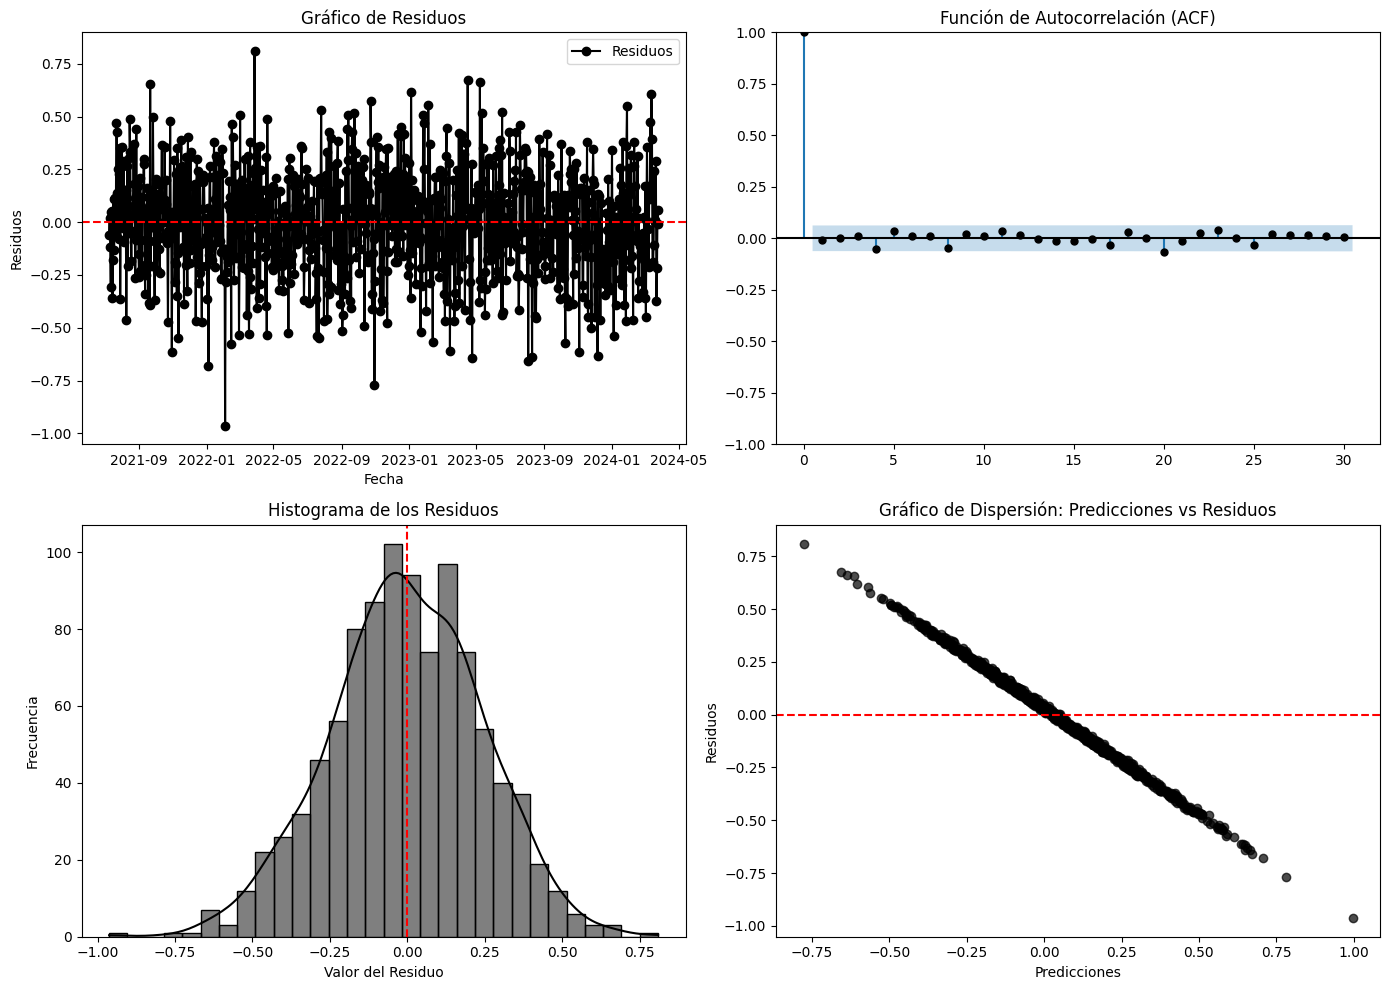 Gráfico de Residuos
Residuos
0.75
0.50
0.25
0.00
−0.25
−0.50
−0.75
−1.00
Residuos
2021-09 2022-01 2022-05 2022-09 2023-01 2023-05 2023-09 2024-01 2024-05
Fecha
Función de Autocorrelación (ACF)
1.00
0.75
0.50
0.25
0.00
−0.25
−0.50
−0.75
−1.00
0 5 10 15 20 25 30
Histograma de los Residuos
100
80
60
40
20
0
Frecuencia
−1.00 −0.75 −0.50 −0.25 0.00 0.25 0.50 0.75
Valor del Residuo
Gráfico de Dispersión: Predicciones vs Residuos
0.75
0.50
0.25
0.00
−0.25
−0.50
−0.75
−1.00
Residuos
−0.75 −0.50 −0.25 0.00 0.25 0.50 0.75 1.00
Predicciones